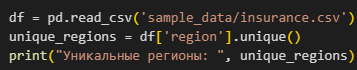 df = pd.read_csv('sample_data/insurance.csv')
unique_regions = df['region'].unique()
print("Уникальные регионы: ", unique_regions)